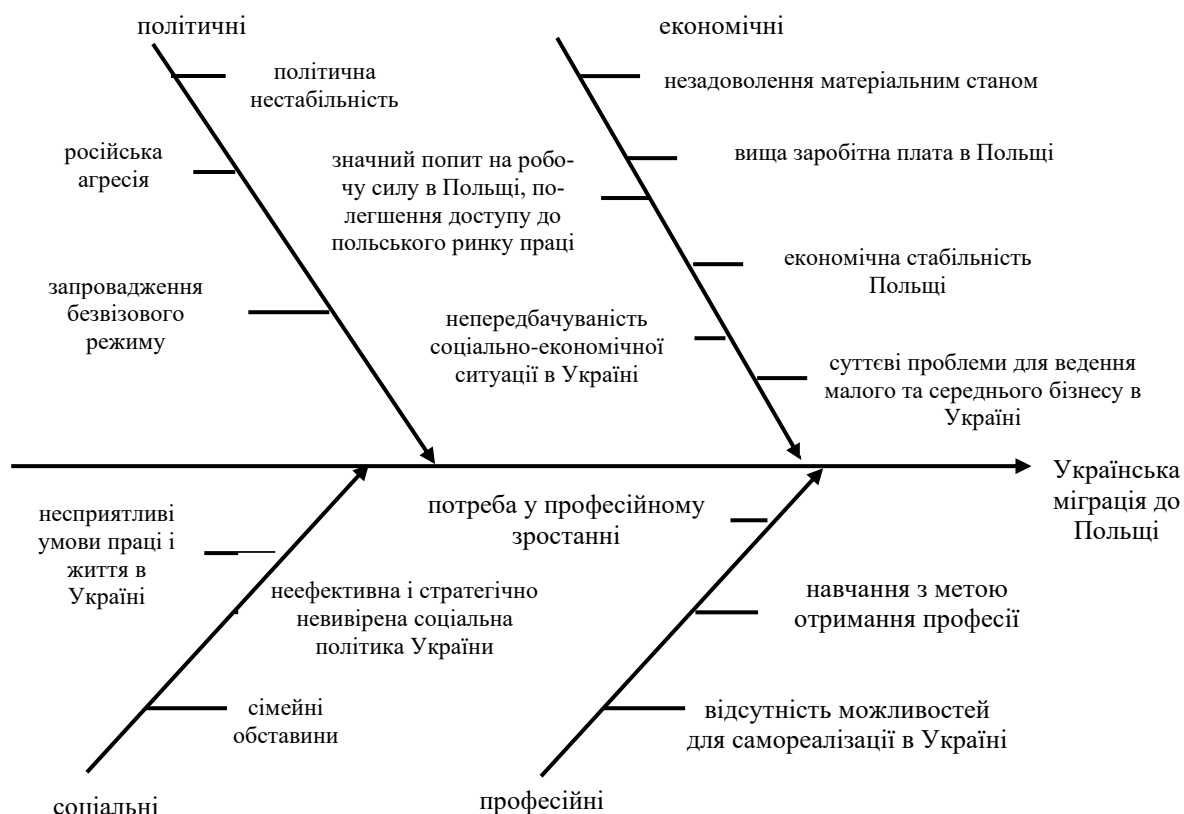 політичні
економічні
політична
нестабільність
незадоволення матеріальним станом
російська
агресія
значний попит на робо-
чу силу в Польщі, по-
легшення доступу до
польського ринку праці
вища заробітна плата в Польщі
запровадження
безвізового
режиму
економічна стабільність
Польщі
непередбачуваність
соціально-економічної
ситуації в Україні
суттєві проблеми для ведення
малого та середнього бізнесу в
Україні
Українська
міграція до
Польщі
несприятливі
умови праці і
життя в
Україні
потреба у професійному
зростанні
неефективна і стратегічно
невивірена соціальна
політика України
навчання з метою
отримання професії
сімейні
обставини
відсутність можливостей
для самореалізації в Україні
соціальні
професійні